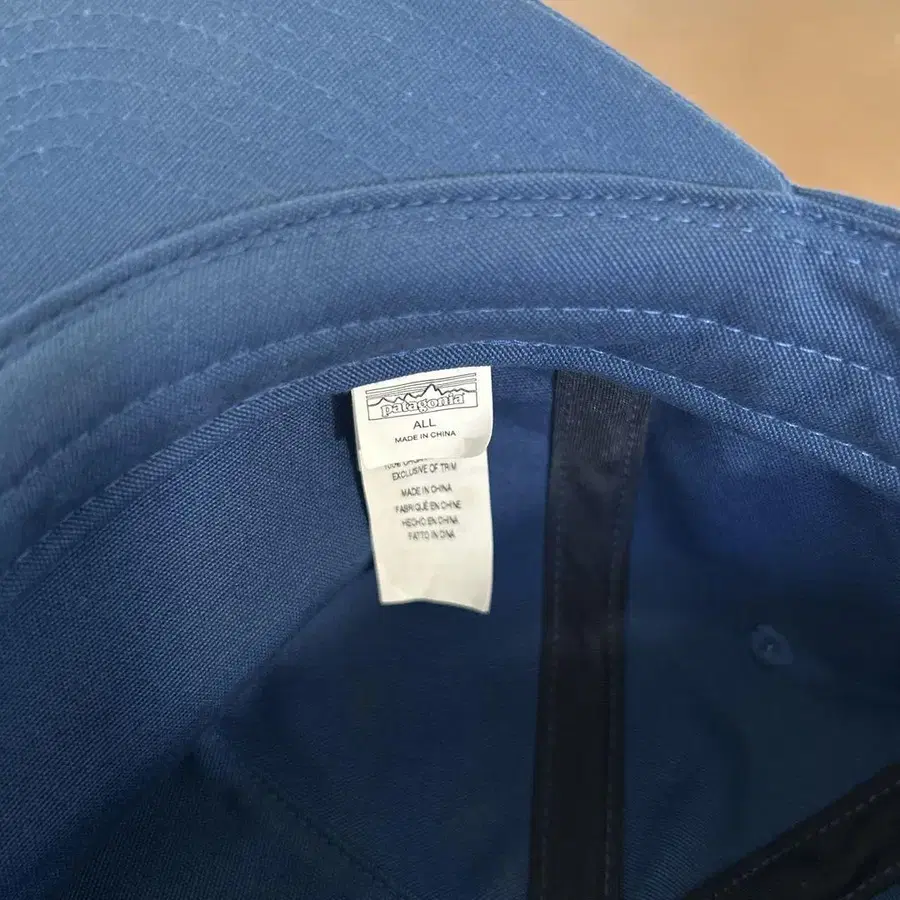 patagonia
ALL
MADE IN CHINA
100%
EXCLUSIVE OF TRIM
MADE IN CHINA
FABRIQUÉ EN CHINE
HECHO EN CHINA
FATTO IN CINA